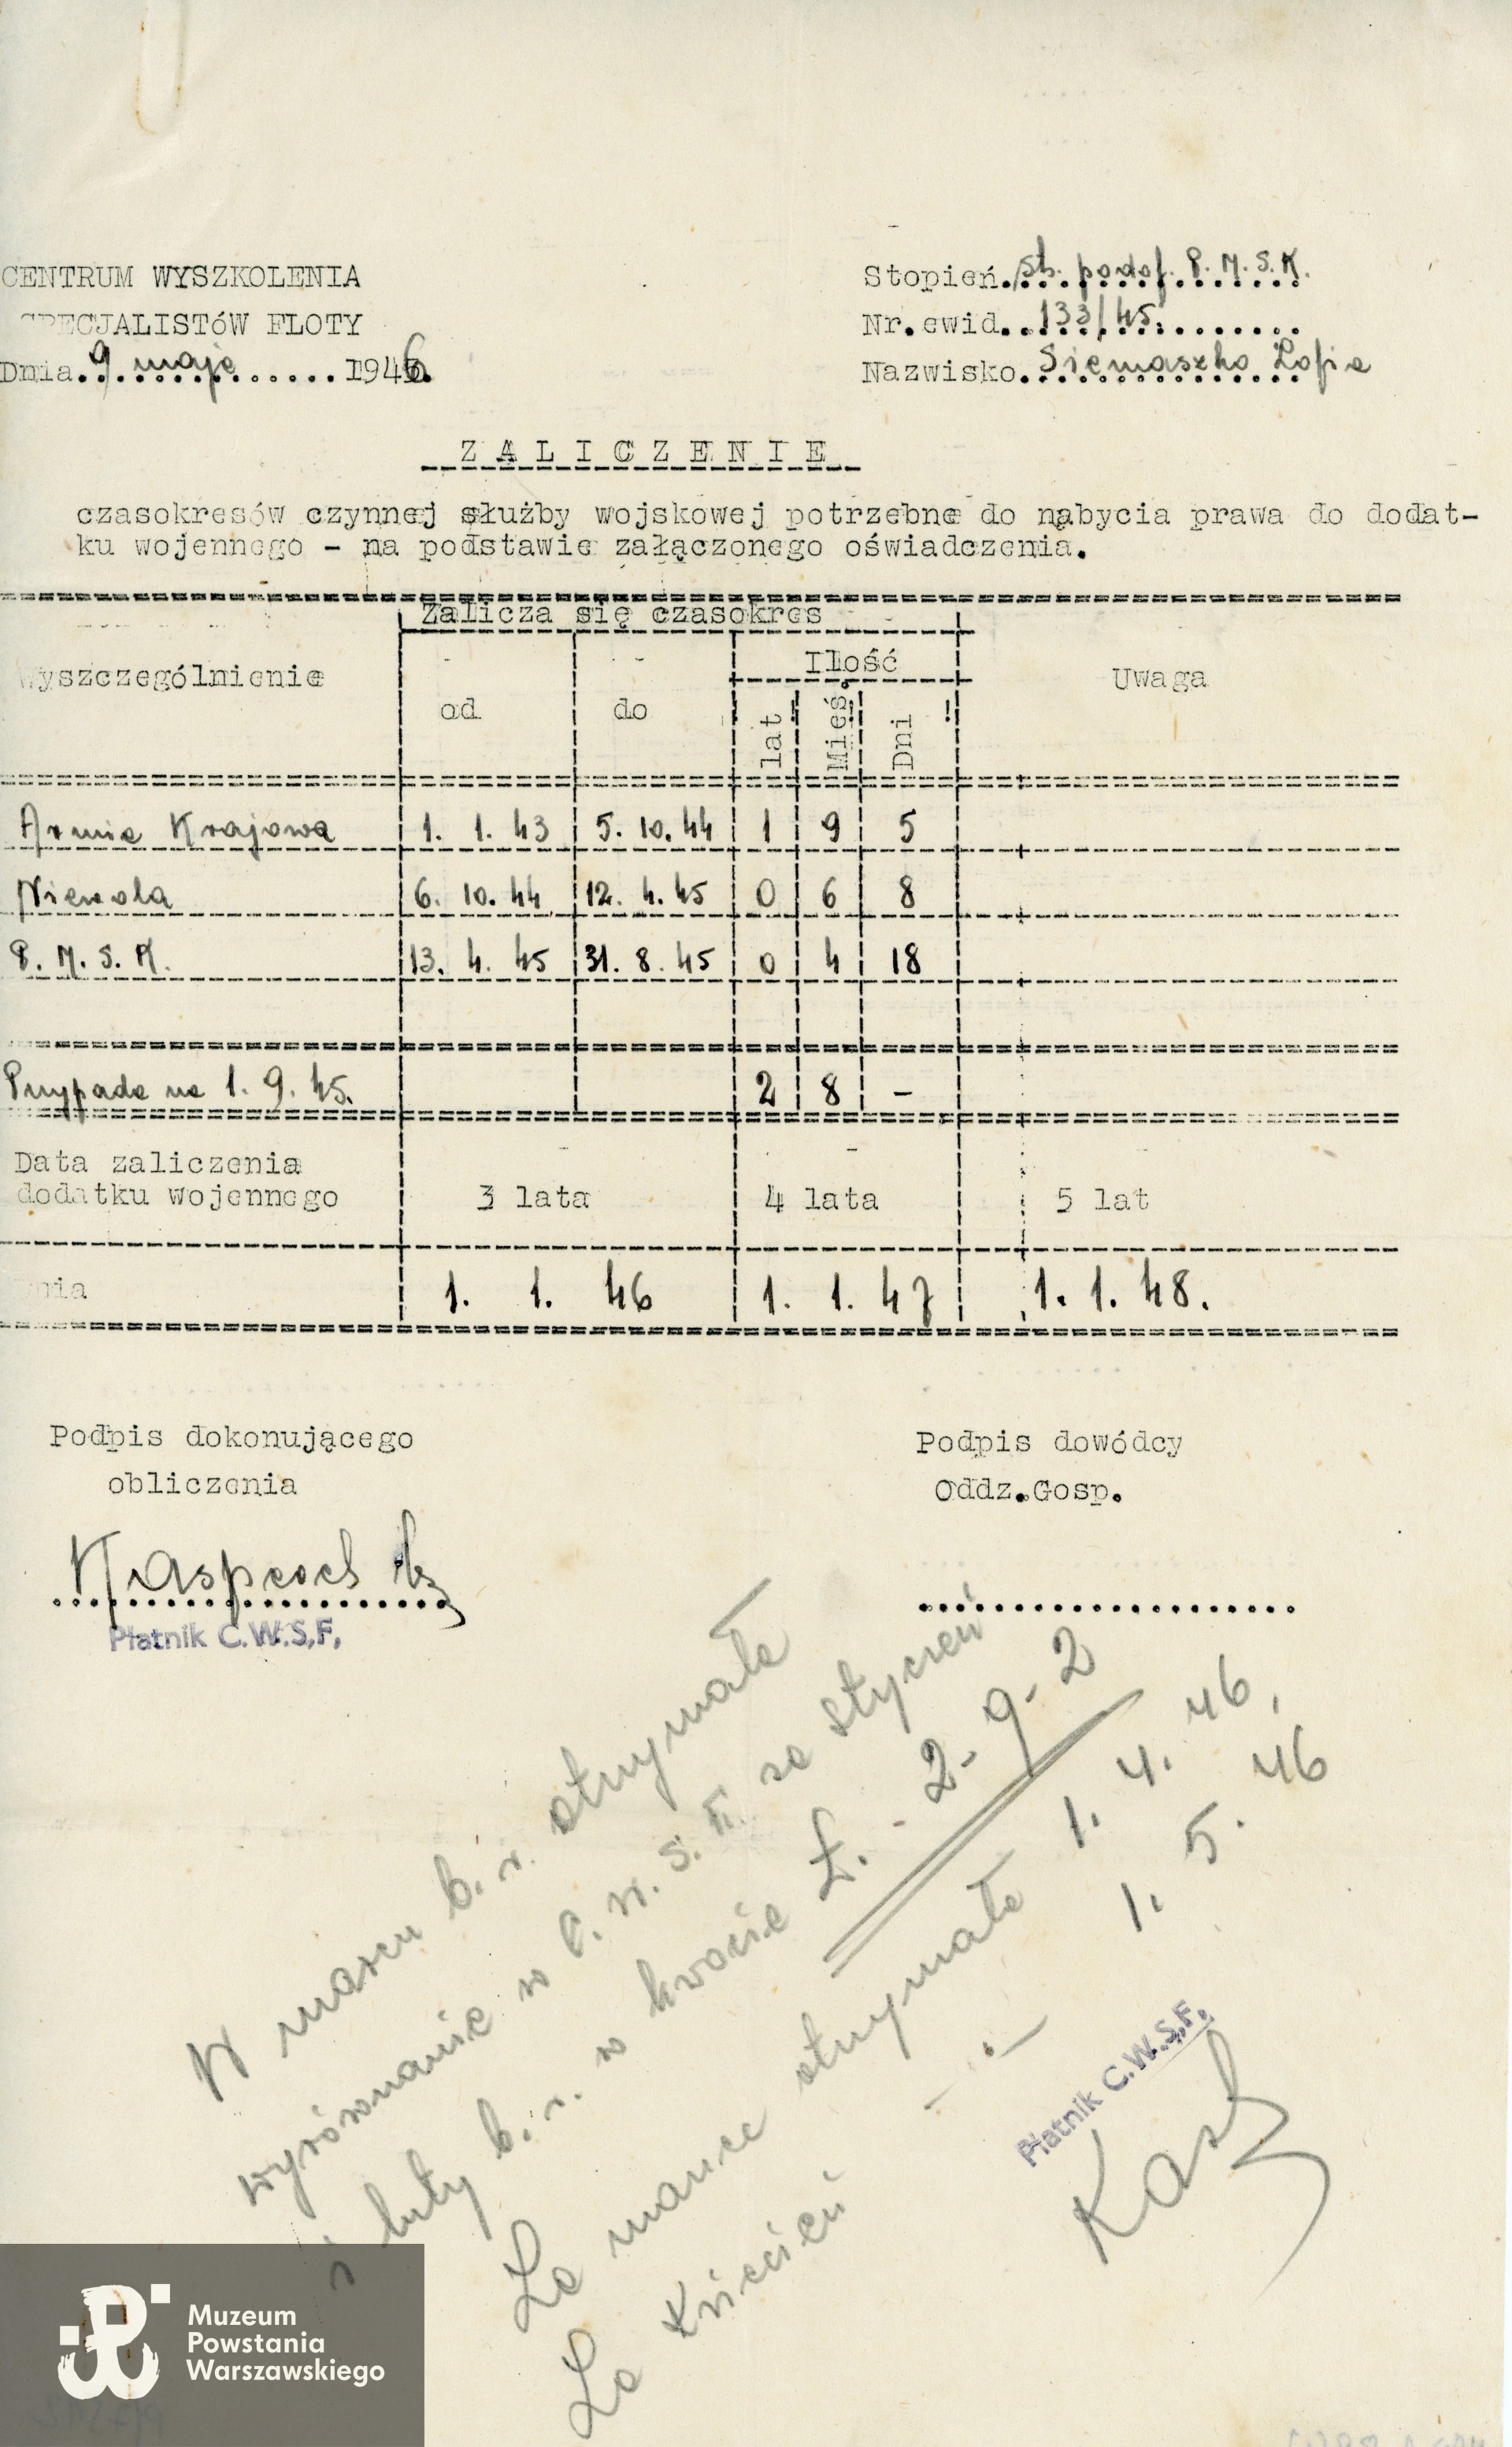 CENTRUM WYSZKOLENIA
SPECJALISTÓW FLOTY
Dnia. 9 maja ........ 1946.
Stopień. st. podof. P. M. S. K.
Nr.ewid. 133/45.
Nazwisko. Siemaszko Zofia
ZALICZENIE
czasokresów czynnej służby wojskowej potrzebne do nabycia prawa do dodat-
ku wojennego - na podstawie załączonego oświadczenia.
Zalicza się czasokres
Wyszczególnienie od do Ilość Uwaga
lat Mieś. Dni
Armia Krajowa 1. 1. 43 5. 10. 44 1 9 5
Niewola 6. 10. 44 12. 4. 45 0 6 8
P. M. S. K. 13. 4. 45 31. 8. 45 0 4 18
Przypada na 1. 9. 45. 2 8 -
Data zaliczenia
dodatku wojennego 3 lata 4 lata 5 lat
Dnia 1. 1. 46 1. 1. 47 1. 1. 48.
Podpis dokonującego
obliczenia
Podpis dowódcy
Oddz.Gosp.
Płatnik C.W.S.F.
W marcu b. r. otrzymała
wyrównanie w P. M. S. K. za styczeń
i luty b. r. w kwocie £. - 2 - 9 - 2
Za marzec otrzymała 1. 4. 46.
Za Kwiecień - " - 1. 5. 46
Płatnik C.W.S.F.
Muzeum
Powstania
Warszawskiego